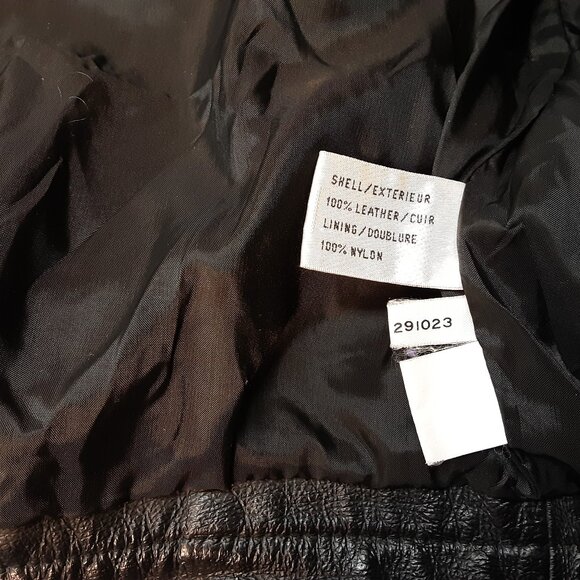 SHELL/EXTERIEUR
100% LEATHER/CUIR
LINING/DOUBLURE
100% NYLON
291023